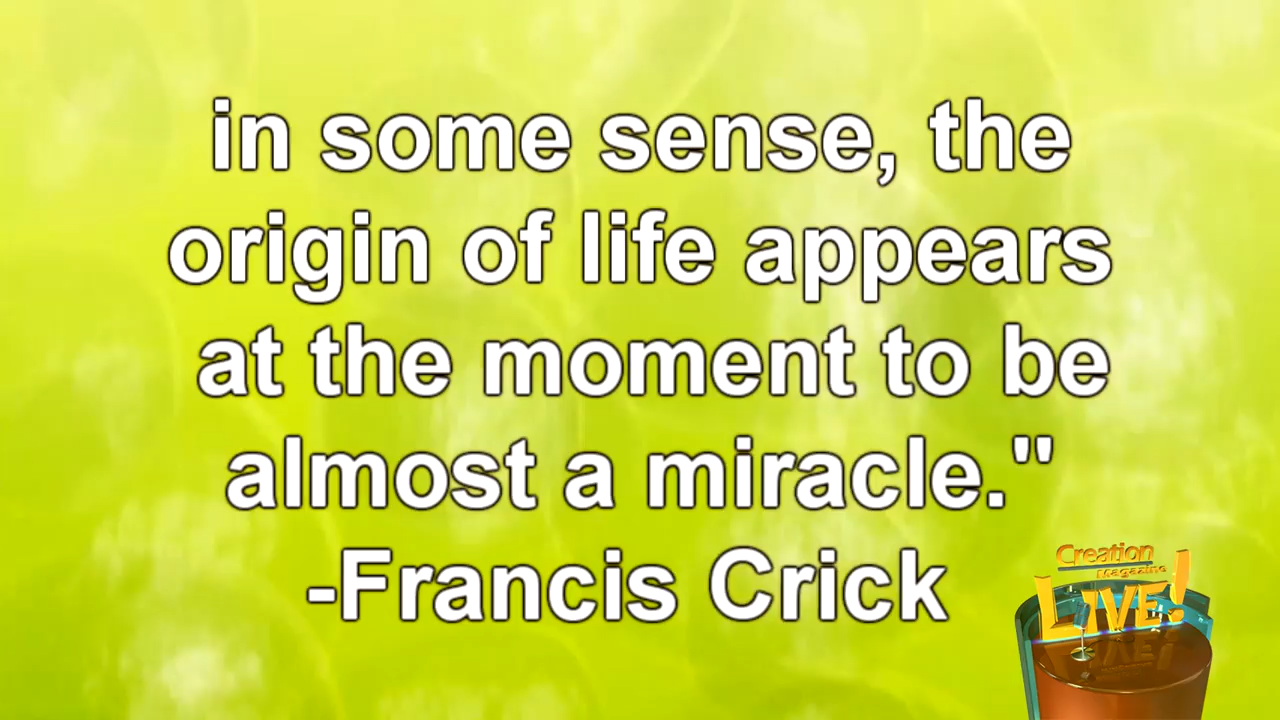 in some sense, the
origin of life appears
at the moment to be
almost a miracle."
-Francis Crick
Creation
Magazine
LIVE!